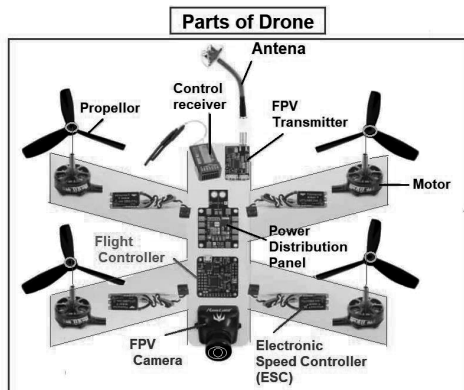 Parts of Drone
Antena
Control
receiver
Propellor
FPV
Transmitter
Motor
Power
Distribution
Panel
Flight
Controller
FPV
Camera
Electronic
Speed Controller
(ESC)